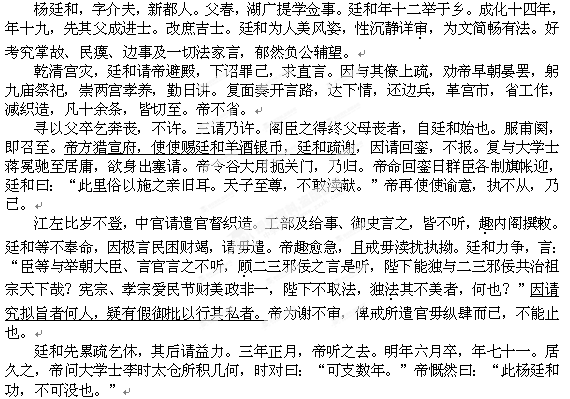 杨廷和，字介夫，新都人。父春，湖广提学佥事。廷和年十二举于乡。成化十四年，
年十九，先其父成进士。改庶吉士。廷和为人美风姿，性沉静详审，为文简畅有法。好
考究掌故、民瘼、边事及一切法家言，郁然负公辅望。
乾清宫灾，廷和请帝避殿，下诏罪己，求直言。因与其僚上疏，劝帝早朝晏罢，躬
九庙祭祀，崇两宫孝养，勤日讲。复面奏开言路，达下情，还边兵，革宫市，省工作，
减织造，凡十余条，皆切至。帝不省。
寻以父卒乞奔丧，不许。三请乃许。阁臣之得终父母丧者，自廷和始也。服甫阕，
即召至。帝方猎宣府，使使赐廷和羊酒银币，廷和疏谢，因请回銮，不报。复与大学士
蒋冕驰至居庸，欲身出塞请。帝令谷大用扼关门，乃归。帝命回銮日群臣各制旗帐迎，
廷和曰：“此里俗以施之亲旧耳。天子至尊，不敢渎献。”帝再使使谕意，执不从，乃
已。
江左比岁不登，中官请遣官督织造。工部及给事、御史言之，皆不听，趣内阁撰敕。
廷和等不奉命，因极言民困财竭，请毋遣。帝趣愈急，且戒毋渎扰执拗。廷和力争，言：
“臣等与举朝大臣、言官言之不听，顾二三邪佞之言是听，陛下能独与二三邪佞共治祖
宗天下哉？宪宗、孝宗爱民节财美政非一，陛下不取法，独法其不美者，何也？”因请
究拟旨者何人，疑有假御批以行其私者。帝为谢不审，俾戒所遣官毋纵肆而已，不能止
也。
廷和先累疏乞休，其后请益力。三年正月，帝听之去。明年六月卒，年七十一。居
久之，帝问大学士李时太仓所积几何，时对曰：“可支数年。”帝慨然曰：“此杨廷和
功，不可没也。”